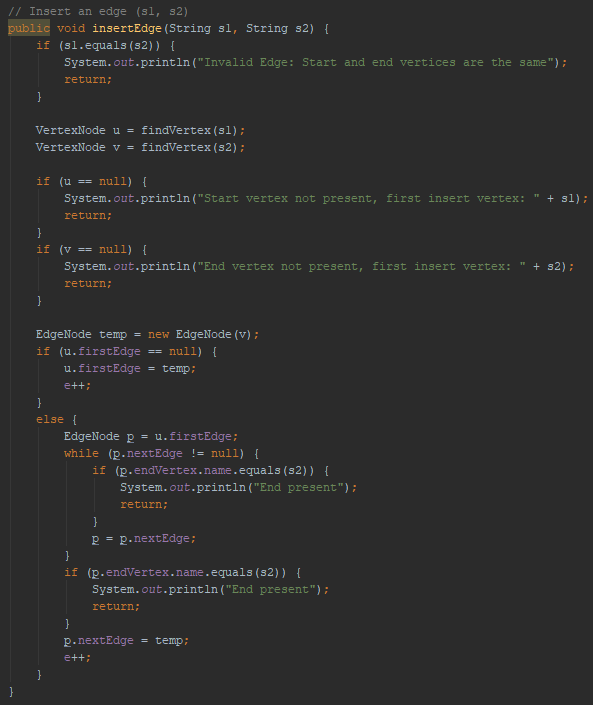 // Insert an edge (s1, s2)
public void insertEdge(String s1, String s2) {
    if (s1.equals(s2)) {
        System.out.println("Invalid Edge: Start and end vertices are the same");
        return;
    }

    VertexNode u = findVertex(s1);
    VertexNode v = findVertex(s2);

    if (u == null) {
        System.out.println("Start vertex not present, first insert vertex: " + s1);
        return;
    }
    if (v == null) {
        System.out.println("End vertex not present, first insert vertex: " + s2);
        return;
    }

    EdgeNode temp = new EdgeNode(v);
    if (u.firstEdge == null) {
        u.firstEdge = temp;
        e++;
    }
    else {
        EdgeNode p = u.firstEdge;
        while (p.nextEdge != null) {
            if (p.endVertex.name.equals(s2)) {
                System.out.println("End present");
                return;
            }
            p = p.nextEdge;
        }
        if (p.endVertex.name.equals(s2)) {
            System.out.println("End present");
            return;
        }
        p.nextEdge = temp;
        e++;
    }
}